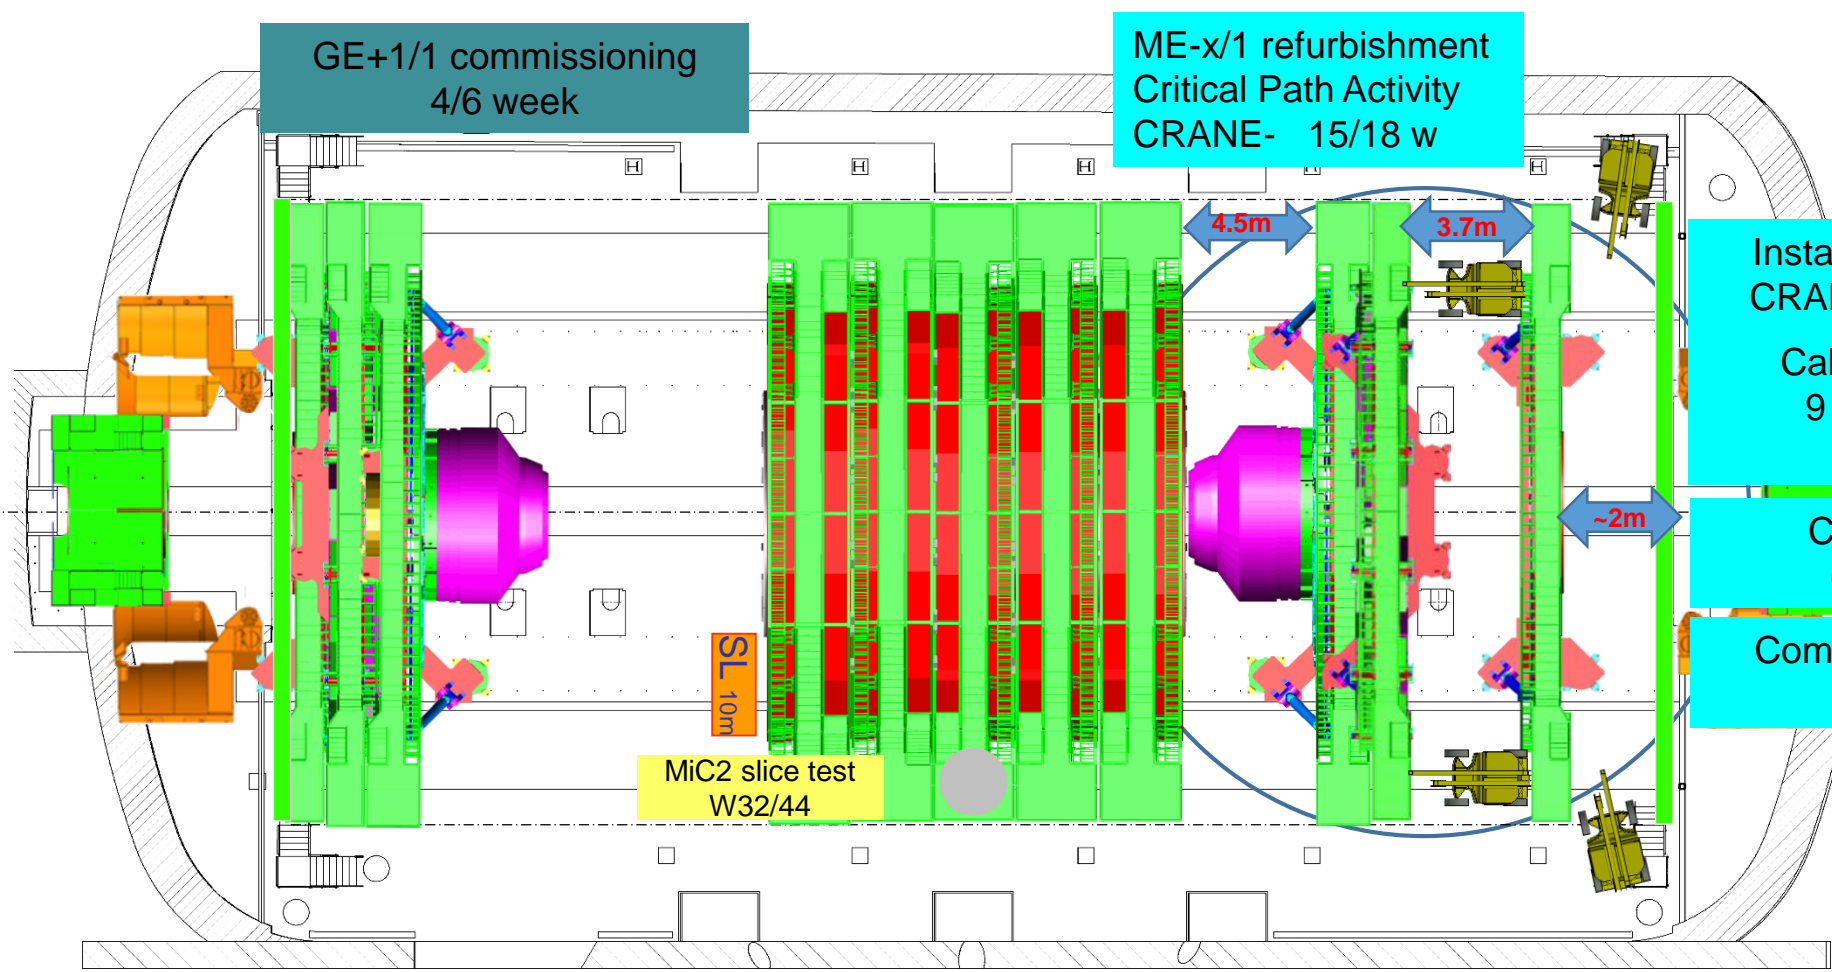 GE+1/1 commissioning
4/6 week
ME-x/1 refurbishment
Critical Path Activity
CRANE- 15/18 w
H
H
H
H
H
4.5m
3.7m
~2m
9
SL 10m
MiC2 slice test
W32/44